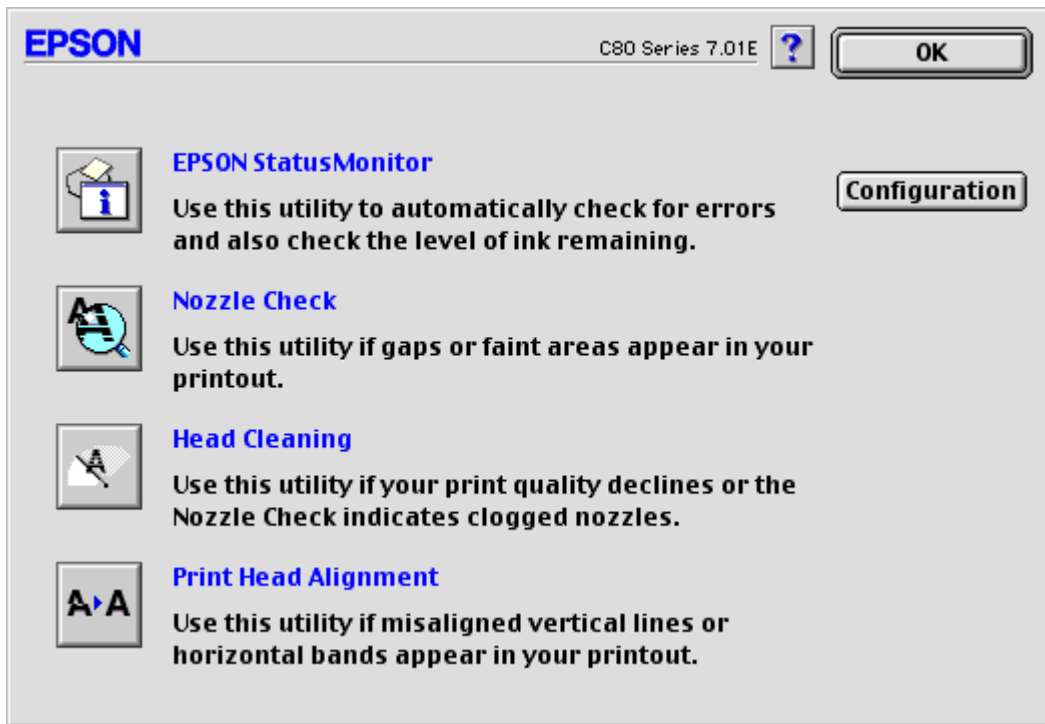 EPSON
C80 Series 7.01E
?
OK
EPSON StatusMonitor
Use this utility to automatically check for errors
and also check the level of ink remaining.
Configuration
Nozzle Check
Use this utility if gaps or faint areas appear in your
printout.
Head Cleaning
Use this utility if your print quality declines or the
Nozzle Check indicates clogged nozzles.
Print Head Alignment
Use this utility if misaligned vertical lines or
horizontal bands appear in your printout.